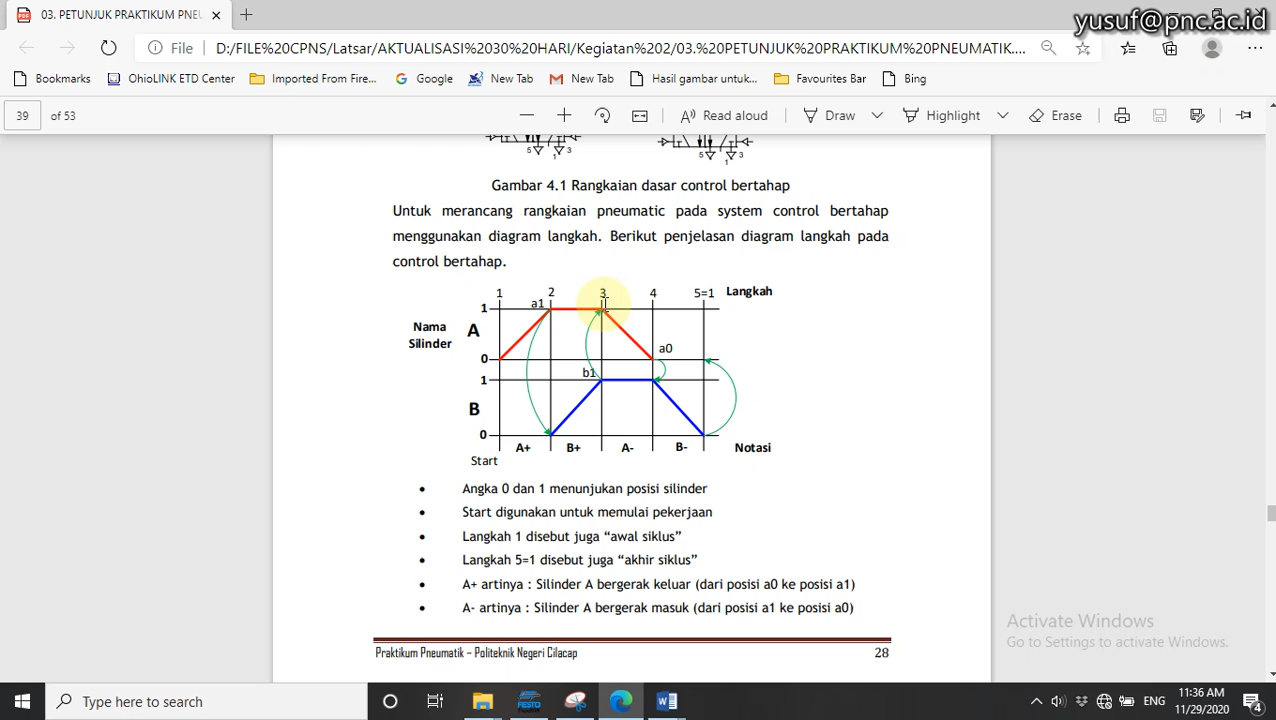 03. PETUNJUK PRAKTIKUM PNEU
yusuf@pnc.ac.id
File D:/FILE%20CPNS/Latsar/AKTUALISASI%2030%20HARI/Kegiatan%202/03.%20PETUNJUK%20PRAKTIKUM%20PNEUMATIK....
Bookmarks OhioLINK ETD Center Imported From Fire... Google New Tab New Tab Hasil gambar untuk... Favourites Bar Bing
39 of 53 Read aloud Draw Highlight Erase
5 1 3 5 1 3
Gambar 4.1 Rangkaian dasar control bertahap
Untuk merancang rangkaian pneumatic pada system control bertahap
menggunakan diagram langkah. Berikut penjelasan diagram langkah pada
control bertahap.
1 2 3 4 5=1 Langkah
1 a1
Nama A
Silinder
a0
0
1 b1
B
0
A+ B+ A- B- Notasi
Start
• Angka 0 dan 1 menunjukan posisi silinder
• Start digunakan untuk memulai pekerjaan
• Langkah 1 disebut juga “awal siklus”
• Langkah 5=1 disebut juga “akhir siklus”
• A+ artinya : Silinder A bergerak keluar (dari posisi a0 ke posisi a1)
• A- artinya : Silinder A bergerak masuk (dari posisi a1 ke posisi a0)
Activate Windows
Go to Settings to activate Windows.
Praktikum Pneumatik – Politeknik Negeri Cilacap 28
Type here to search FESTO ENG 11:36 AM
11/29/2020 4